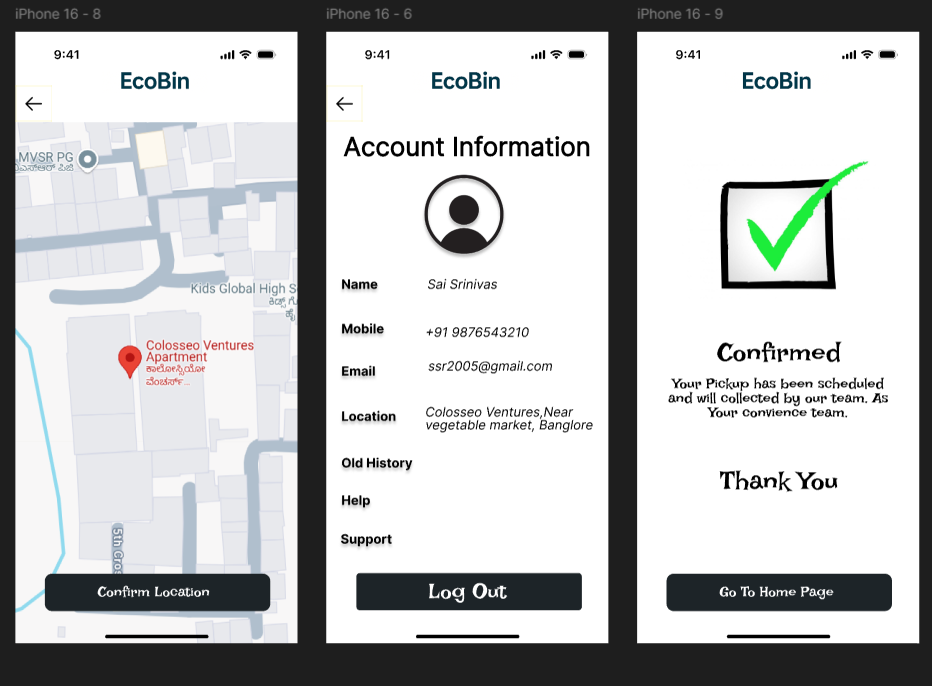 iPhone 16 - 8
9:41
EcoBin
MVSR PG
ಎಂಎಸ್ಆರ್ ಪಿಜಿ
Kids Global High S
ಕಿಡ್ಸ್ ಗ್ಲೋ
ಹೈ
Colosseo Ventures
Apartment
ಕಾಲೋಸ್ಸಿಯೋ
ವೆಂಚರ್ಸ್...
5th Cros
Confirm Location
iPhone 16 - 6
9:41
EcoBin
Account Information
Name Sai Srinivas
Mobile +91 9876543210
Email ssr2005@gmail.com
Location Colosseo Ventures,Near
vegetable market, Banglore
Old History
Help
Support
Log Out
iPhone 16 - 9
9:41
EcoBin
Confirmed
Your Pickup has been scheduled
and will collected by our team. As
Your convience team.
Thank You
Go To Home Page